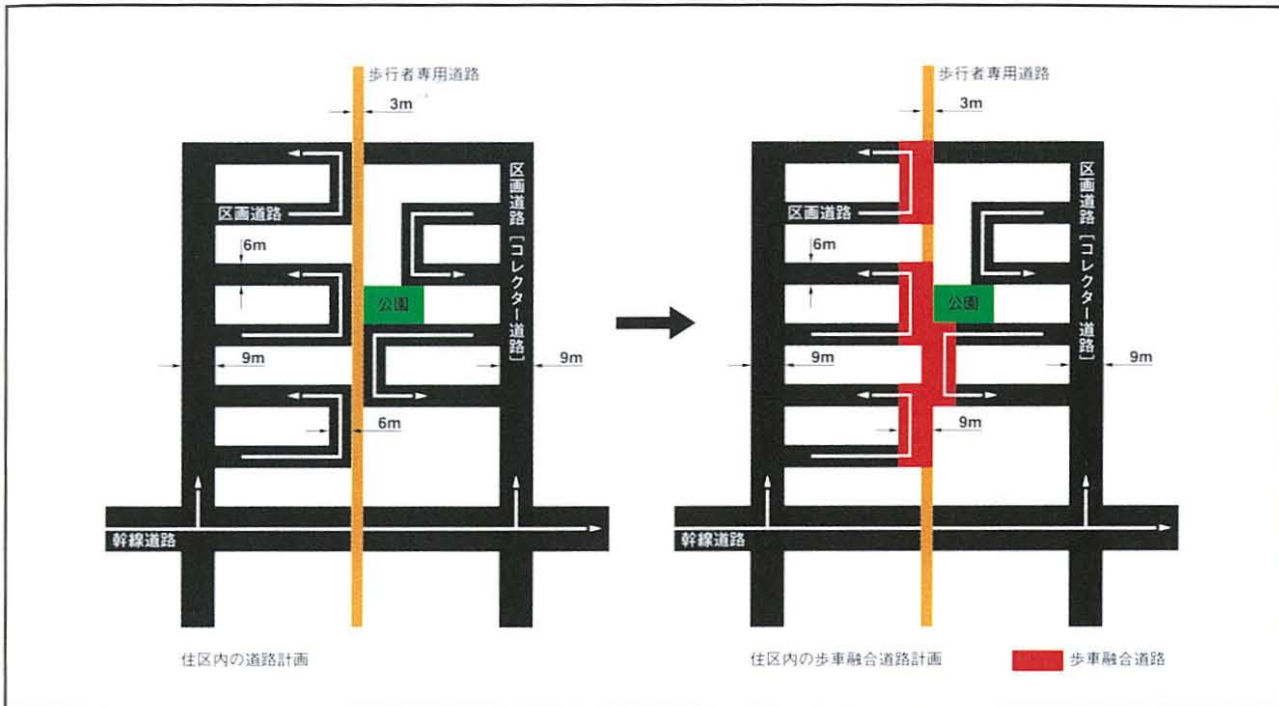 歩行者専用道路
3m
区画道路
区画道路［コレクター道路］
6m
公園
9m
9m
6m
幹線道路
住区内の道路計画
歩行者専用道路
3m
区画道路
区画道路［コレクター道路］
6m
公園
9m
9m
9m
幹線道路
住区内の歩車融合道路計画
歩車融合道路